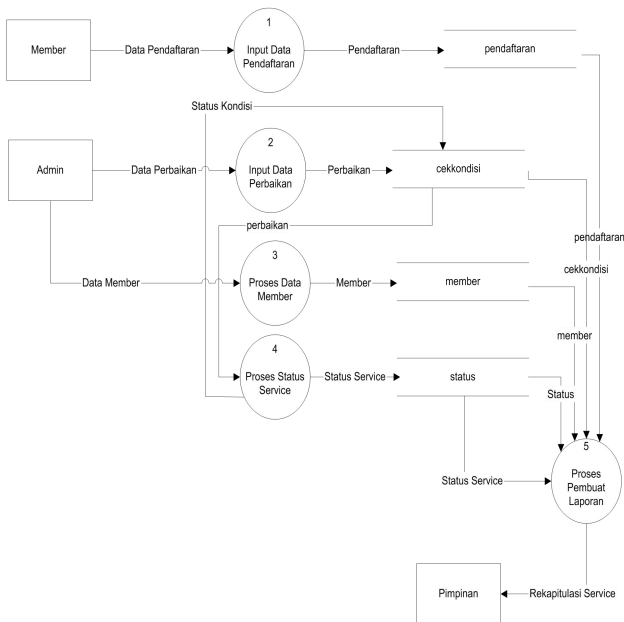 1
Member
Data Pendaftaran
Input Data
Pendaftaran
Pendaftaran
pendaftaran
Status Kondisi
2
Admin
Data Perbaikan
Input Data
Perbaikan
Perbaikan
cekkondisi
perbaikan
pendaftaran
3
cekkondisi
Data Member
Proses Data
Member
Member
member
member
4
Proses Status
Service
Status Service
status
Status
5
Proses
Pembuat
Laporan
Status Service
Pimpinan
Rekapitulasi Service